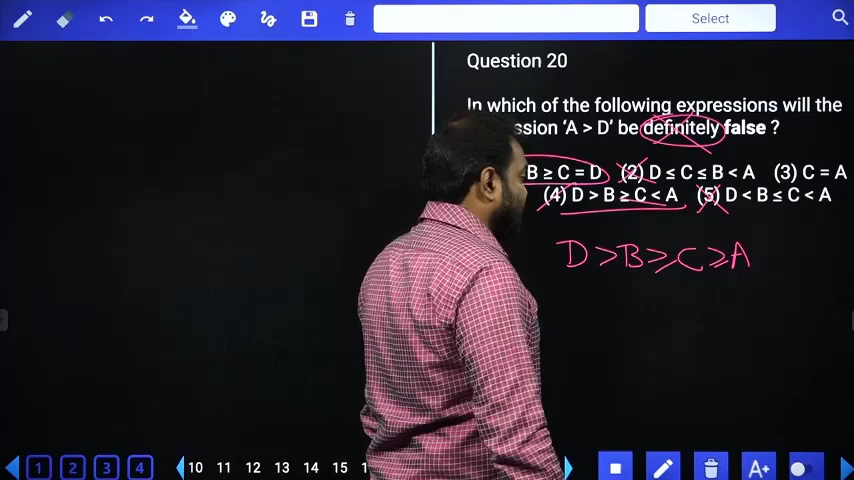 Select
Question 20
In which of the following expressions will the
ssion ‘A > D’ be definitely false ?
B ≥ C = D (2) D ≤ C ≤ B < A (3) C = A
(4) D > B ≥ C < A (5) D < B ≤ C < A
D > B ≥ C ≥ A
1 2 3 4 10 11 12 13 14 15 1 A+